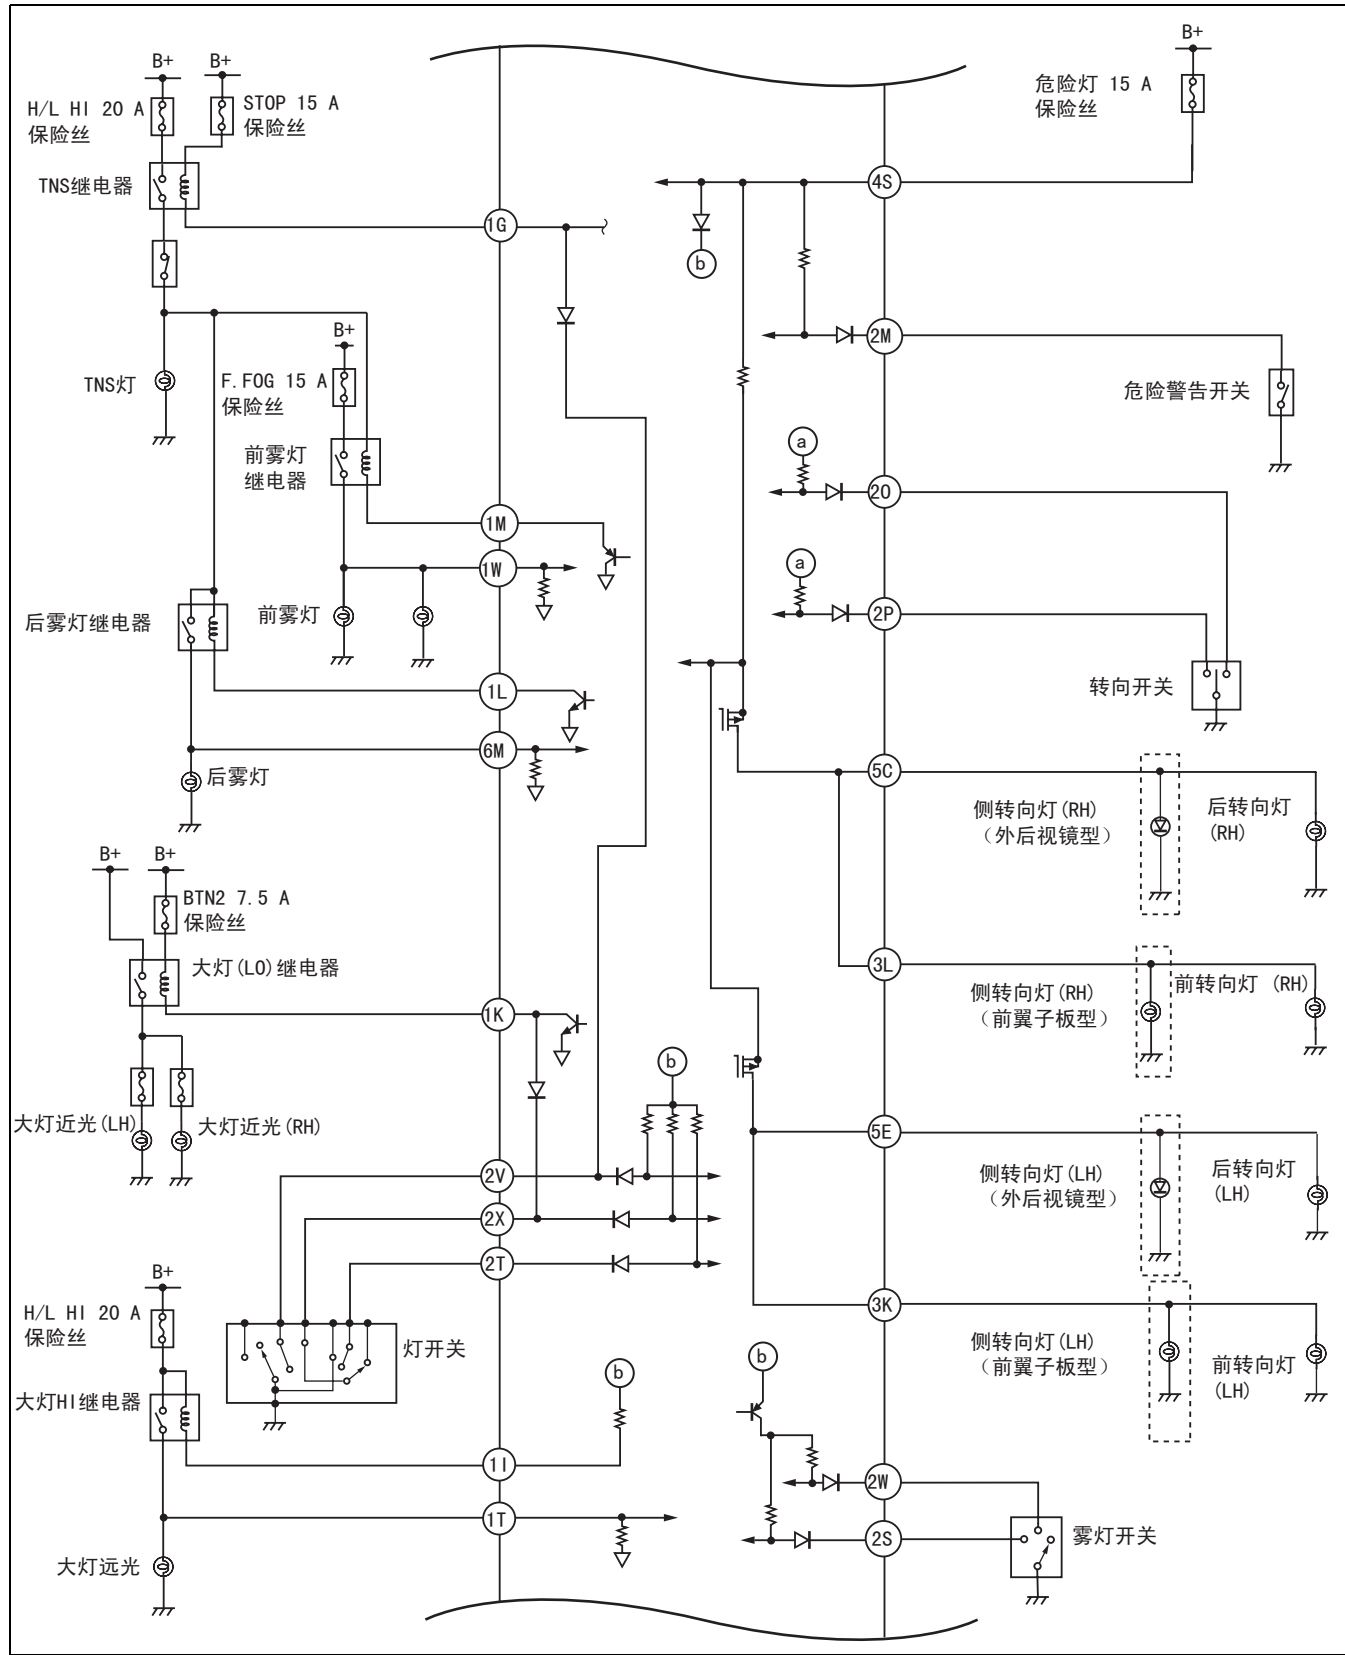 B+
B+
H/L HI 20 A
保险丝
STOP 15 A
保险丝
TNS继电器
1G
TNS灯
B+
F.FOG 15 A
保险丝
前雾灯
继电器
1M
1W
后雾灯继电器
前雾灯
1L
6M
后雾灯
B+
B+
BTN2 7.5 A
保险丝
大灯(LO)继电器
1K
大灯近光(LH)
大灯近光(RH)
b
2V
2X
2T
B+
H/L HI 20 A
保险丝
灯开关
大灯HI继电器
b
1I
1T
大灯远光
B+
危险灯 15 A
保险丝
4S
b
2M
危险警告开关
a
2O
a
2P
转向开关
5C
侧转向灯(RH)
(外后视镜型)
后转向灯
(RH)
3L
侧转向灯(RH)
(前翼子板型)
前转向灯 (RH)
5E
侧转向灯(LH)
(外后视镜型)
后转向灯
(LH)
3K
侧转向灯(LH)
(前翼子板型)
前转向灯
(LH)
b
2W
2S
雾灯开关